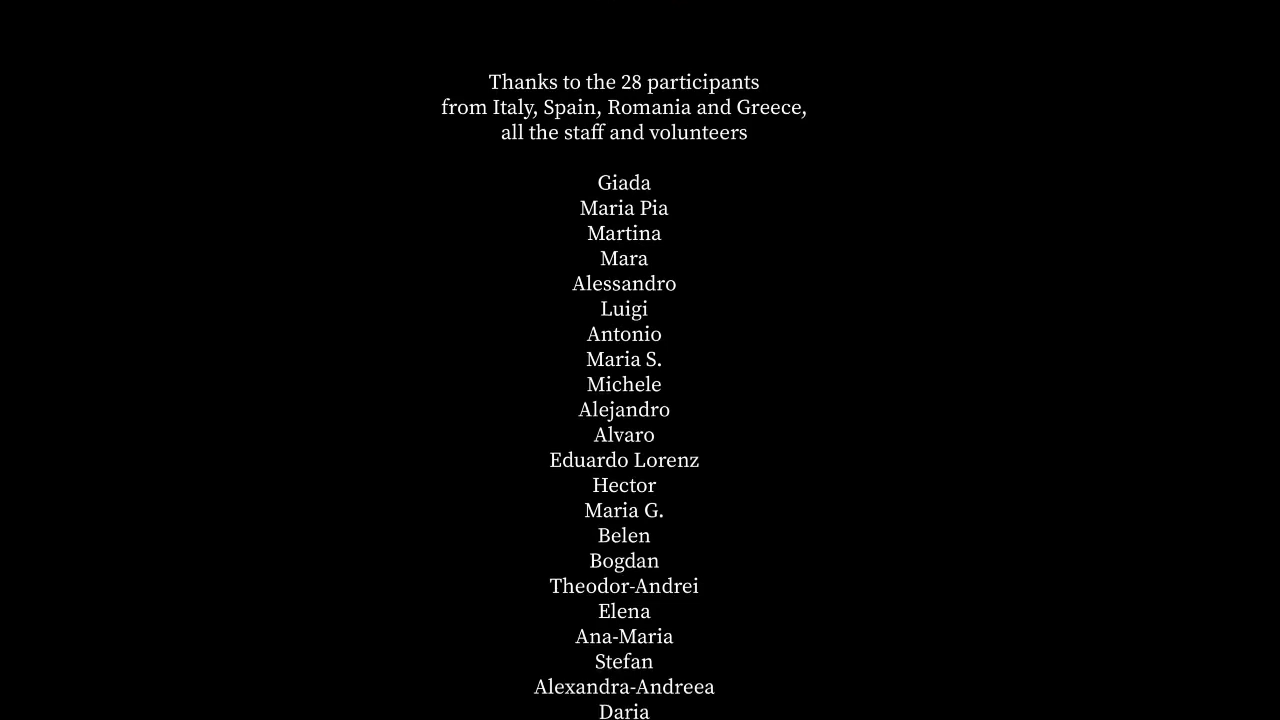 Thanks to the 28 participants
from Italy, Spain, Romania and Greece,
all the staff and volunteers
Giada
Maria Pia
Martina
Mara
Alessandro
Luigi
Antonio
Maria S.
Michele
Alejandro
Alvaro
Eduardo Lorenz
Hector
Maria G.
Belen
Bogdan
Theodor-Andrei
Elena
Ana-Maria
Stefan
Alexandra-Andreea
Daria